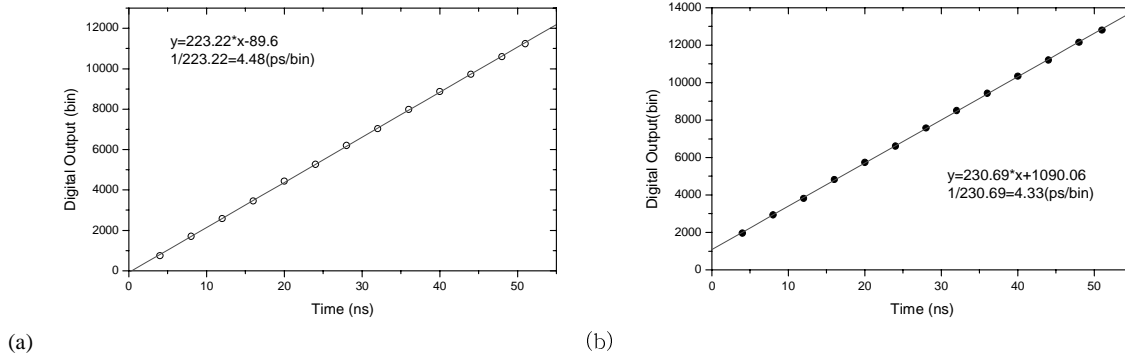 12000
10000
8000
6000
4000
2000
0
Digital Output (bin)
y=223.22*x-89.6
1/223.22=4.48(ps/bin)
0 10 20 30 40 50
Time (ns)
(a)
14000
12000
10000
8000
6000
4000
2000
0
Digital Output(bin)
y=230.69*x+1090.06
1/230.69=4.33(ps/bin)
0 10 20 30 40 50
Time (ns)
(b)